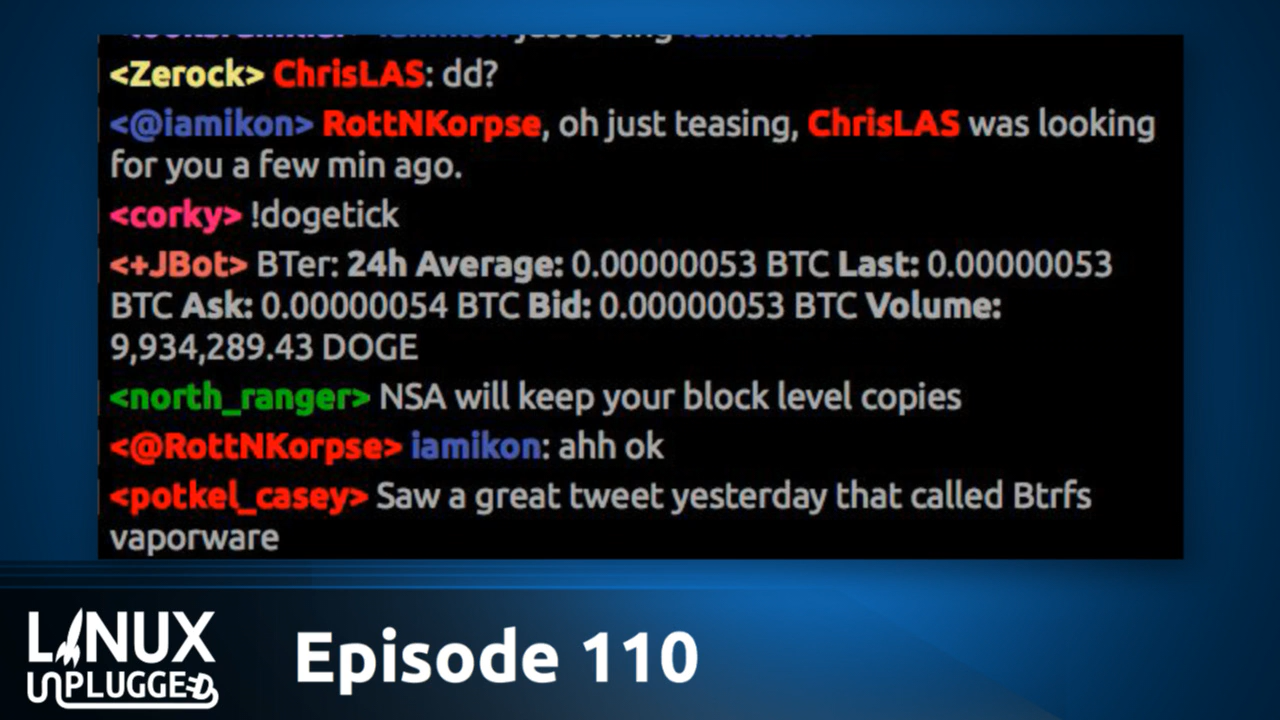 just being iamikon
<Zerock> ChrisLAS: dd?
<@iamikon> RottNKorpse, oh just teasing, ChrisLAS was looking
for you a few min ago.
<corky> !dogetick
<+JBot> BTer: 24h Average: 0.00000053 BTC Last: 0.00000053
BTC Ask: 0.00000054 BTC Bid: 0.00000053 BTC Volume:
9,934,289.43 DOGE
<north_ranger> NSA will keep your block level copies
<@RottNKorpse> iamikon: ahh ok
<potkel_casey> Saw a great tweet yesterday that called Btrfs
vaporware
LINUX
UNPLUGGED
Episode 110